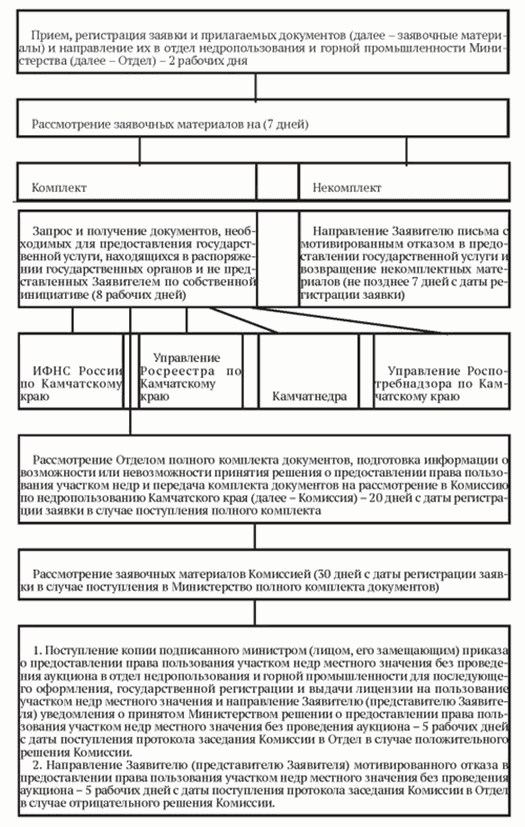 Прием, регистрация заявки и прилагаемых документов (далее – заявочные матери-
алы) и направление их в отдел недропользования и горной промышленности Мини-
стерства (далее – Отдел) – 2 рабочих дня
Рассмотрение заявочных материалов на (7 дней)
Комплект
Некомплект
Запрос и получение документов, необ-
ходимых для предоставления государст-
венной услуги, находящихся в распоряже-
нии государственных органов и не пред-
ставленных Заявителем по собственной
инициативе (8 рабочих дней)
Направление Заявителю письма с
мотивированным отказом в предо-
ставлении государственной услуги и
возвращение некомплектных мате-
риалов (не позднее 7 дней с даты ре-
гистрации заявки)
ИФНС России
по Камчатскому
краю
Управление
Росреестра по
Камчатскому
краю
Камчатнедра
Управление Роспо-
требнадзора по Кам-
чатскому краю
Рассмотрение Отделом полного комплекта документов, подготовка информации о
возможности или невозможности принятия решения о предоставлении права пользо-
вания участком недр и передача комплекта документов на рассмотрение в Комиссию
по недропользованию Камчатского края (далее – Комиссия) – 20 дней с даты регистра-
ции заявки в случае поступления полного комплекта
Рассмотрение заявочных материалов Комиссией (30 дней с даты регистрации заяв-
ки в случае поступления в Министерство полного комплекта документов)
1. Поступление копии подписанного министром (лицом, его замещающим) приказа
о предоставлении права пользования участком недр местного значения без проведе-
ния аукциона в отдел недропользования и горной промышленности для последующе-
го оформления, государственной регистрации и выдачи лицензии на пользование
участком недр местного значения и направление Заявителю (представителю Заявите-
ля) уведомления о принятом Министерством решении о предоставлении права поль-
зования участком недр местного значения без проведения аукциона – 5 рабочих дней
с даты поступления протокола заседания Комиссии в Отдел в случае положительного
решения Комиссии.
2. Направление Заявителю (представителю Заявителя) мотивированного отказа в
предоставлении права пользования участком недр местного значения без проведения
аукциона – 5 рабочих дней с даты поступления протокола заседания Комиссии в Отдел
в случае отрицательного решения Комиссии.